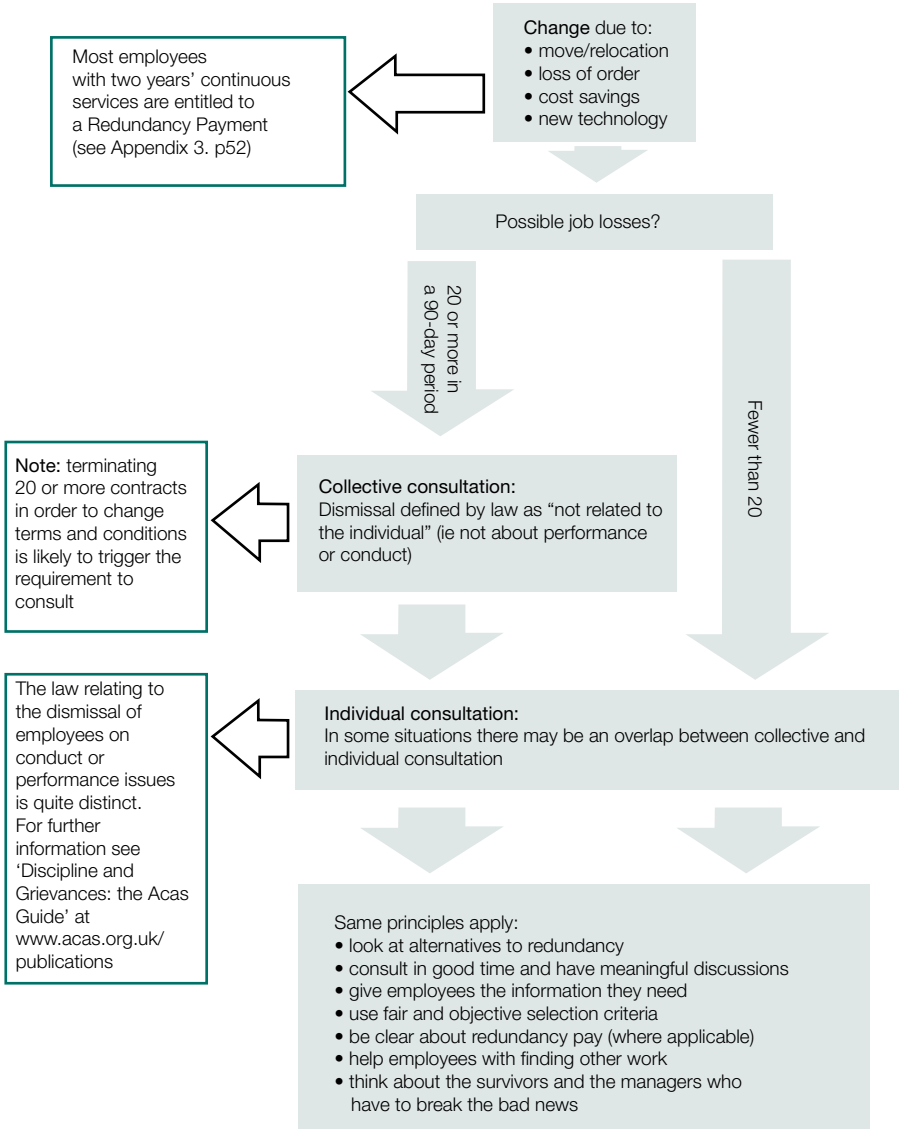 Change due to:
• move/relocation
• loss of order
• cost savings
• new technology
Most employees
with two years’ continuous
services are entitled to
a Redundancy Payment
(see Appendix 3. p52)
Possible job losses?
20 or more in
a 90-day period
Fewer than 20
Note: terminating
20 or more contracts
in order to change
terms and conditions
is likely to trigger the
requirement to
consult
Collective consultation:
Dismissal defined by law as “not related to
the individual” (ie not about performance
or conduct)
The law relating to
the dismissal of
employees on
conduct or
performance issues
is quite distinct.
For further
information see
‘Discipline and
Grievances: the Acas
Guide’ at
www.acas.org.uk/
publications
Individual consultation:
In some situations there may be an overlap between collective and
individual consultation
Same principles apply:
• look at alternatives to redundancy
• consult in good time and have meaningful discussions
• give employees the information they need
• use fair and objective selection criteria
• be clear about redundancy pay (where applicable)
• help employees with finding other work
• think about the survivors and the managers who
have to break the bad news